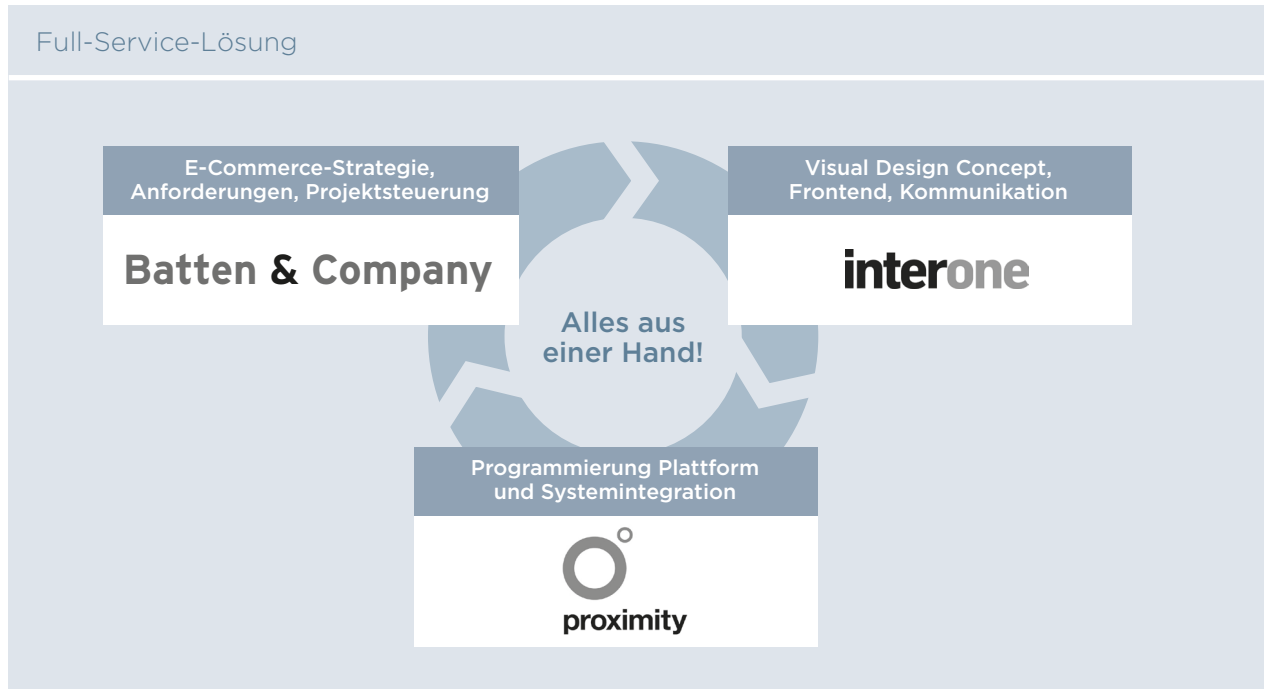 Full-Service-Lösung
E-Commerce-Strategie,
Anforderungen, Projektsteuerung
Batten & Company
Visual Design Concept,
Frontend, Kommunikation
interone
Alles aus
einer Hand!
Programmierung Plattform
und Systemintegration
proximity